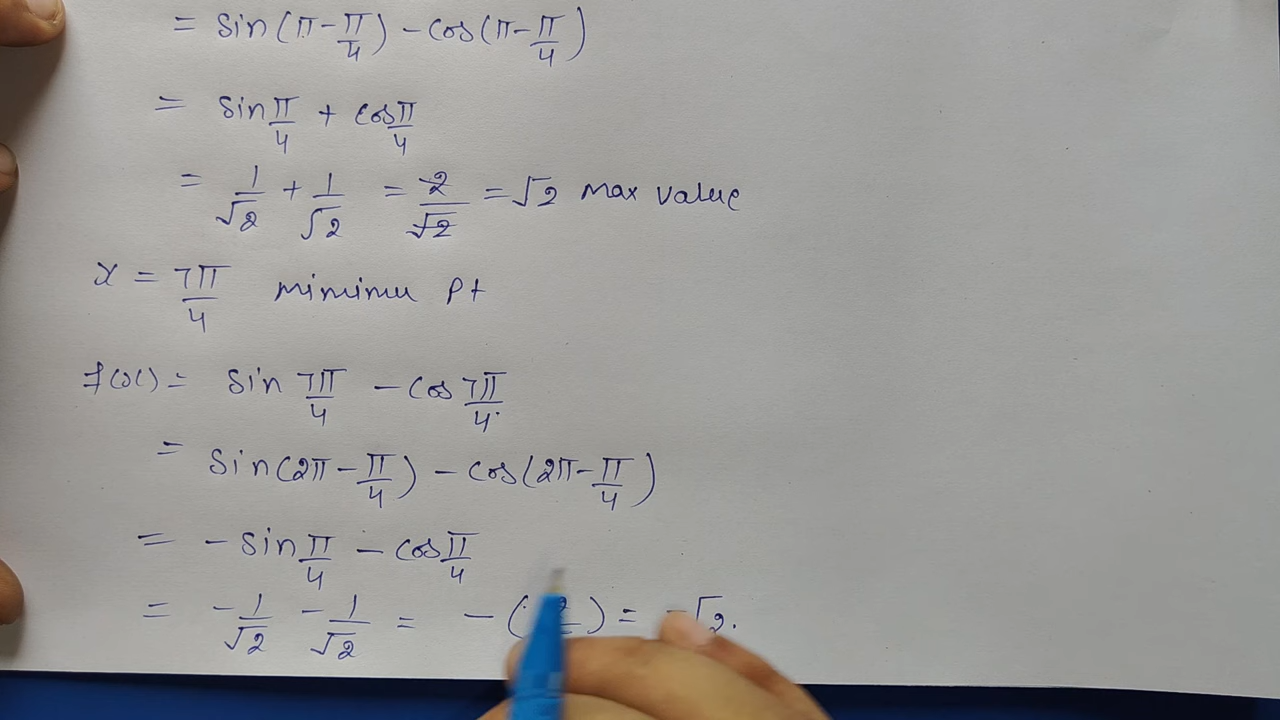 = sin(π-π/4) - cos(π-π/4)
= sin π/4 + cos π/4
= 1/√2 + 1/√2 = 2/√2 = √2 max value
x = 7π/4 minimu pt
f(x) = sin 7π/4 - cos 7π/4.
= sin(2π-π/4) - cos(2π-π/4)
= -sin π/4 - cos π/4
= -1/√2 -1/√2 = -( ) = -√2.